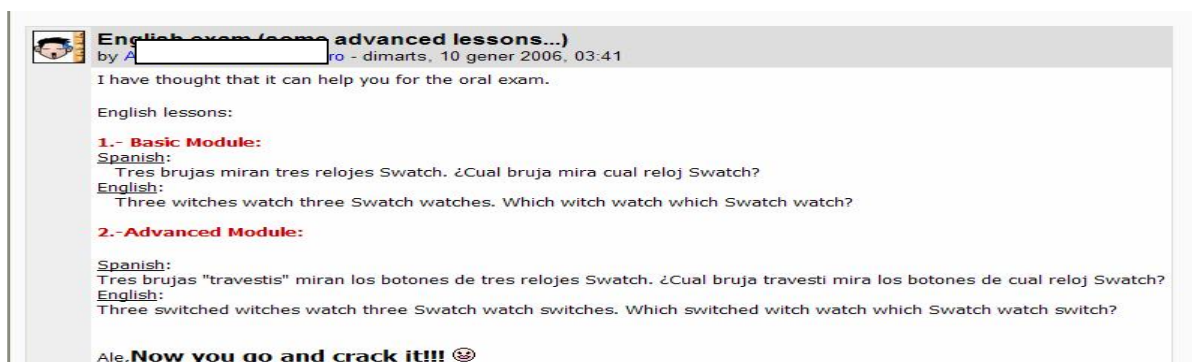 English exam (some advanced lessons...)
by A ro - dimarts, 10 gener 2006, 03:41
I have thought that it can help you for the oral exam.
English lessons:
1.- Basic Module:
Spanish:
Tres brujas miran tres relojes Swatch. ¿Cual bruja mira cual reloj Swatch?
English:
Three witches watch three Swatch watches. Which witch watch which Swatch watch?
2.-Advanced Module:
Spanish:
Tres brujas "travestis" miran los botones de tres relojes Swatch. ¿Cual bruja travesti mira los botones de cual reloj Swatch?
English:
Three switched witches watch three Swatch watch switches. Which switched witch watch which Swatch watch switch?
Ale,Now you go and crack it!!!